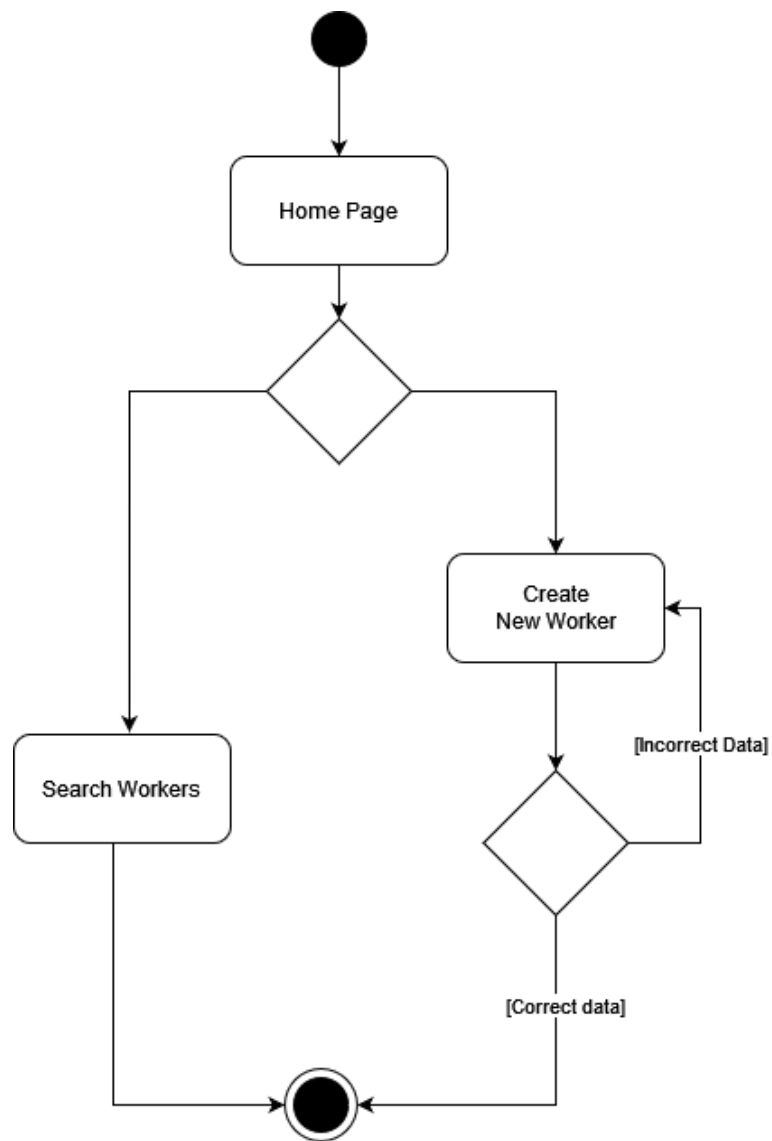 Home Page
Create
New Worker
[Incorrect Data]
Search Workers
[Correct data]